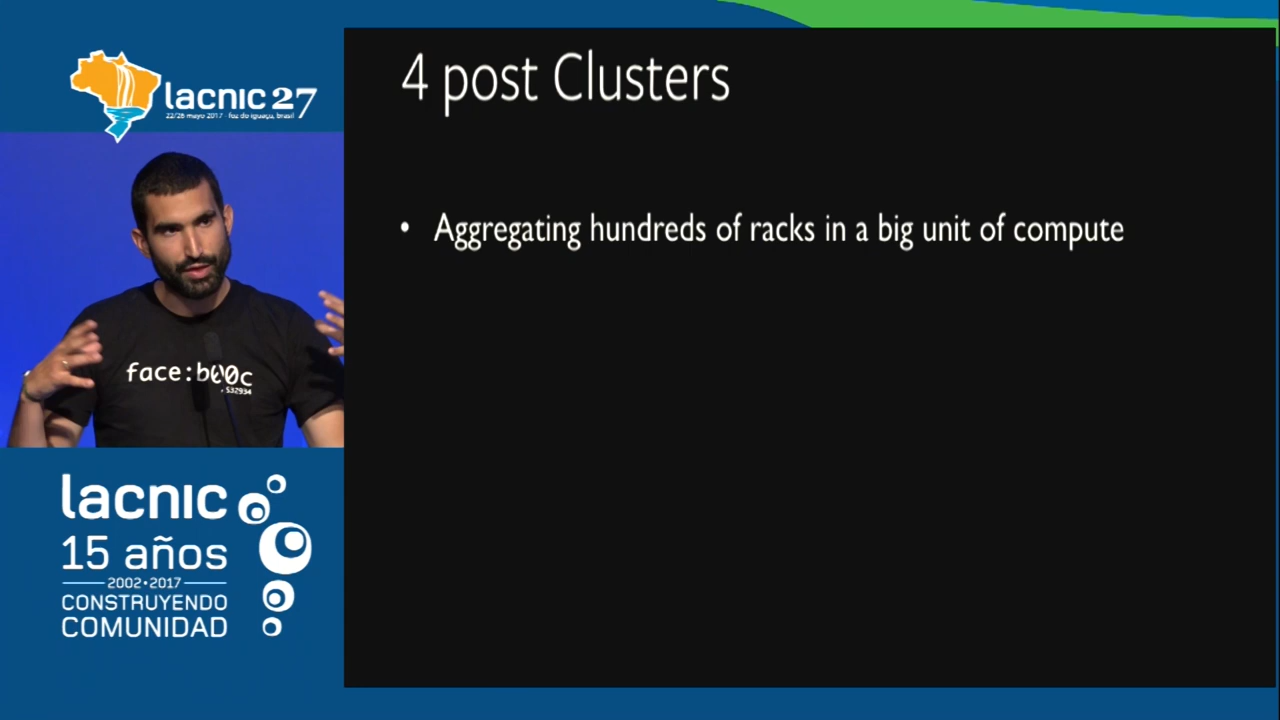 lacnic 27
22/26 mayo 2017 - foz do iguaçu, brasil
4 post Clusters
• Aggregating hundreds of racks in a big unit of compute
face:b00c
lacnic
15 años
2002•2017
CONSTRUYENDO
COMUNIDAD